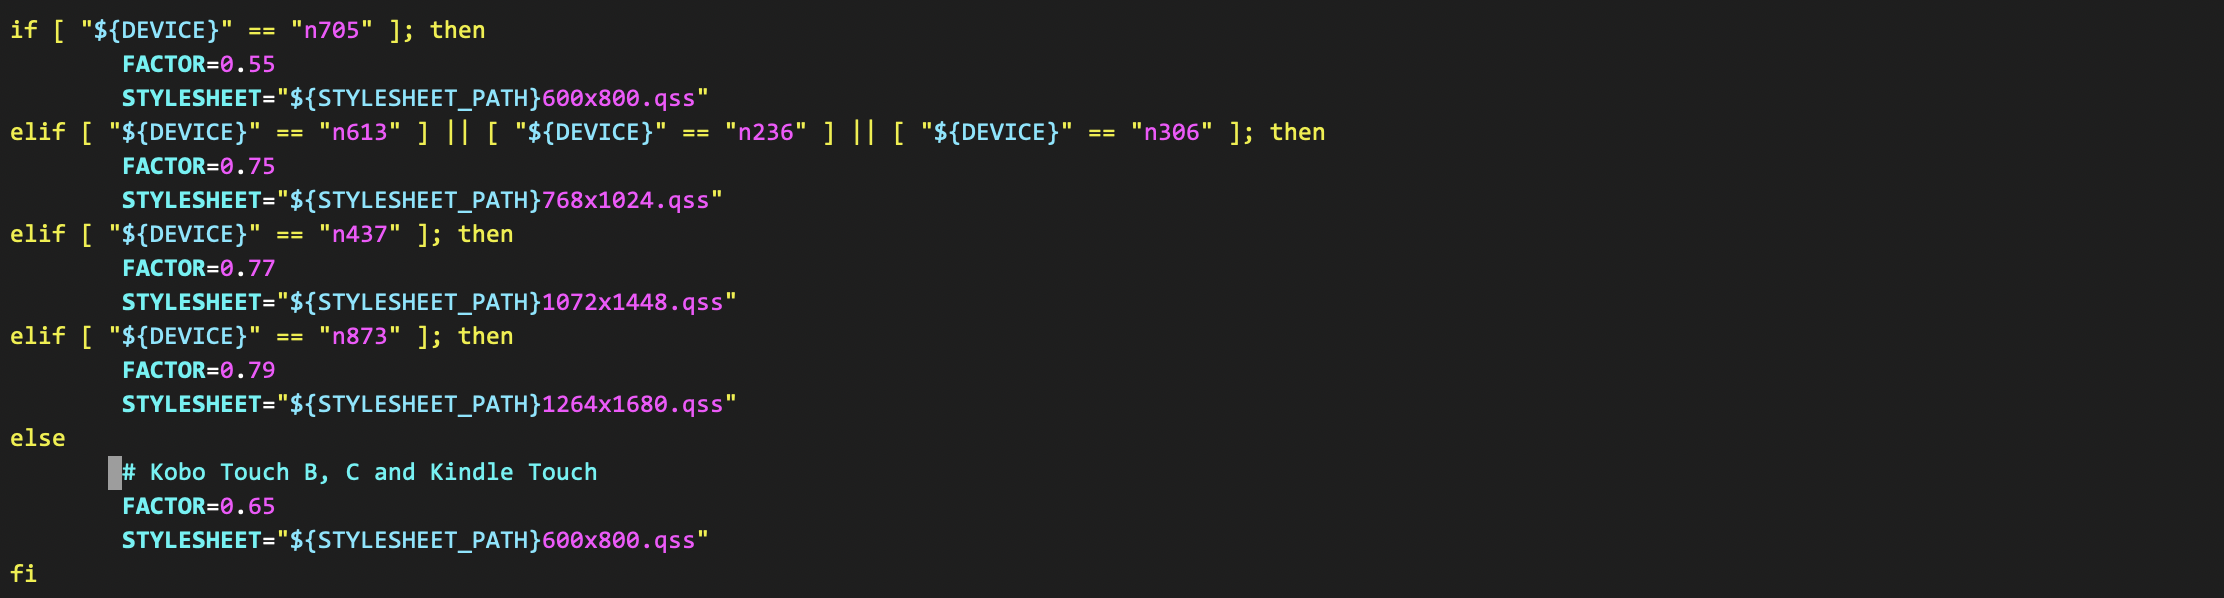 if [ "${DEVICE}" == "n705" ]; then
        FACTOR=0.55
        STYLESHEET="${STYLESHEET_PATH}600x800.qss"
elif [ "${DEVICE}" == "n613" ] || [ "${DEVICE}" == "n236" ] || [ "${DEVICE}" == "n306" ]; then
        FACTOR=0.75
        STYLESHEET="${STYLESHEET_PATH}768x1024.qss"
elif [ "${DEVICE}" == "n437" ]; then
        FACTOR=0.77
        STYLESHEET="${STYLESHEET_PATH}1072x1448.qss"
elif [ "${DEVICE}" == "n873" ]; then
        FACTOR=0.79
        STYLESHEET="${STYLESHEET_PATH}1264x1680.qss"
else
        # Kobo Touch B, C and Kindle Touch
        FACTOR=0.65
        STYLESHEET="${STYLESHEET_PATH}600x800.qss"
fi